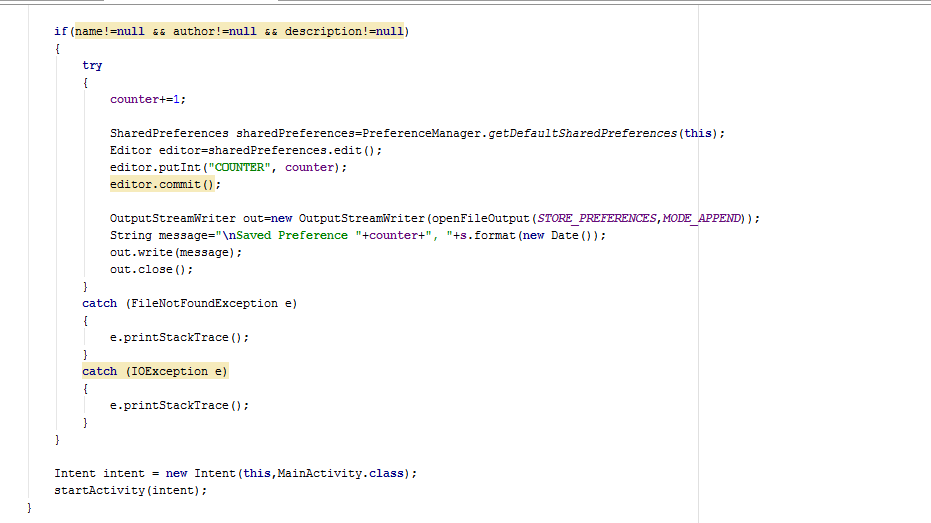 if(name!=null && author!=null && description!=null)
{
try
{
counter+=1;
SharedPreferences sharedPreferences=PreferenceManager.getDefaultSharedPreferences(this);
Editor editor=sharedPreferences.edit();
editor.putInt("COUNTER", counter);
editor.commit();
OutputStreamWriter out=new OutputStreamWriter(openFileOutput(STORE_PREFERENCES,MODE_APPEND));
String message="\nSaved Preference "+counter+", "+s.format(new Date());
out.write(message);
out.close();
}
catch (FileNotFoundException e)
{
e.printStackTrace();
}
catch (IOException e)
{
e.printStackTrace();
}
}
Intent intent = new Intent(this,MainActivity.class);
startActivity(intent);
}